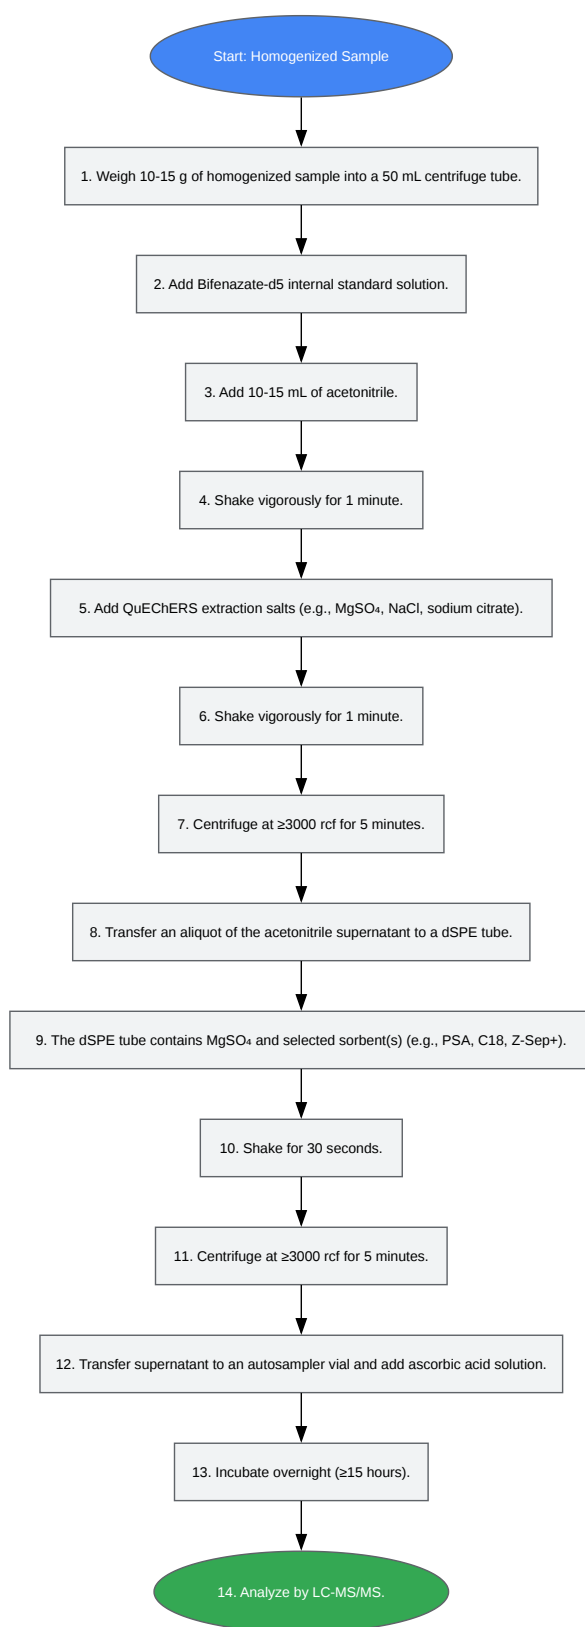 Start: Homogenized Sample
1. Weigh 10-15 g of homogenized sample into a 50 mL centrifuge tube.
2. Add Bifenazate-d5 internal standard solution.
3. Add 10-15 mL of acetonitrile.
4. Shake vigorously for 1 minute.
5. Add QuEChERS extraction salts (e.g., MgSO₄, NaCl, sodium citrate).
6. Shake vigorously for 1 minute.
7. Centrifuge at ≥3000 rcf for 5 minutes.
8. Transfer an aliquot of the acetonitrile supernatant to a dSPE tube.
9. The dSPE tube contains MgSO₄ and selected sorbent(s) (e.g., PSA, C18, Z-Sep+).
10. Shake for 30 seconds.
11. Centrifuge at ≥3000 rcf for 5 minutes.
12. Transfer supernatant to an autosampler vial and add ascorbic acid solution.
13. Incubate overnight (≥15 hours).
14. Analyze by LC-MS/MS.